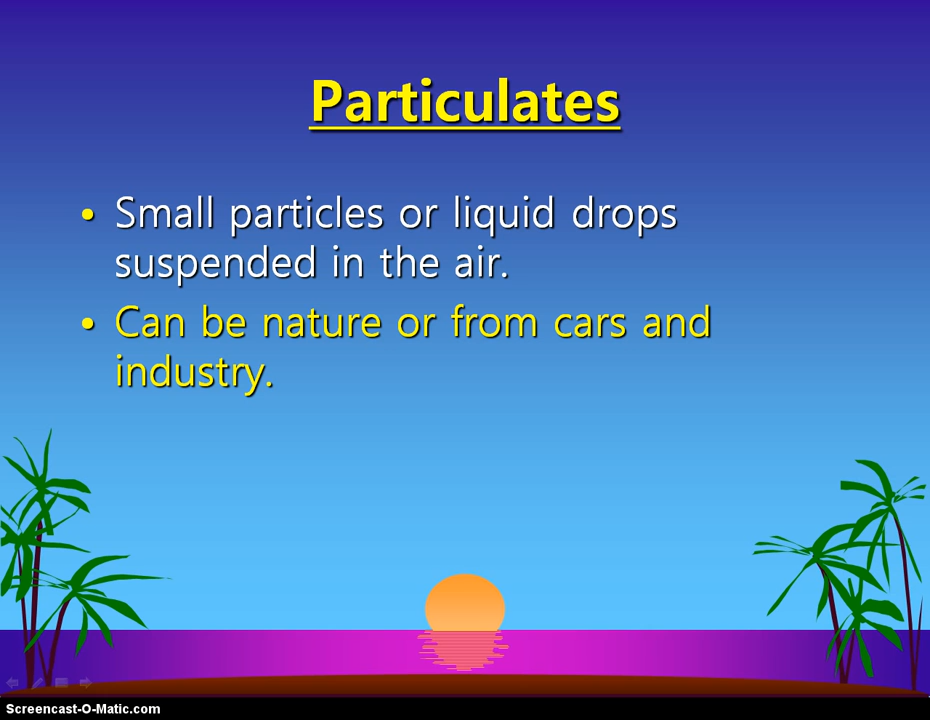 Particulates
• Small particles or liquid drops
suspended in the air.
• Can be nature or from cars and
industry.
Screencast-O-Matic.com